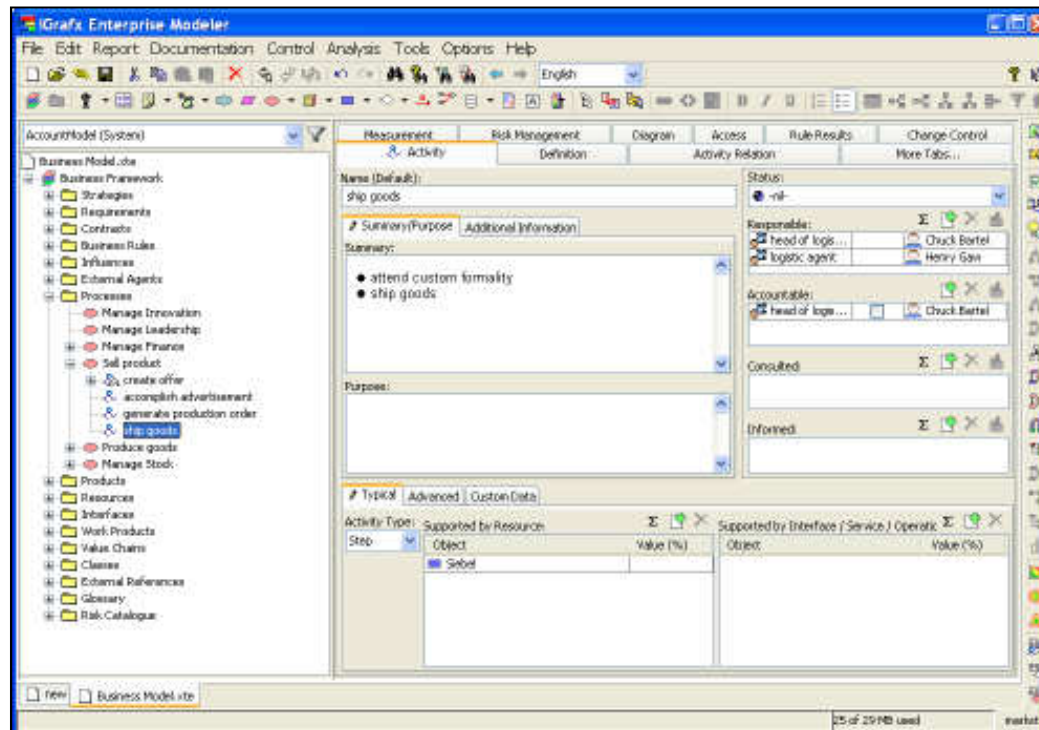 iGrafx Enterprise Modeler
File Edit Report Documentation Control Analysis Tools Options Help
English
AccountModel (System)
Business Model.xte
Business Framework
Strategies
Requirements
Contracts
Business Rules
Influences
External Agents
Processes
Manage Innovation
Manage Leadership
Manage Finance
Sell product
create offer
accomplish advertisement
generate production order
ship goods
Produce goods
Manage Stock
Products
Resources
Interfaces
Work Products
Value Chains
Classes
External References
Glossary
Risk Catalogue
Measurement Risk Management Diagram Access Rule Results Change Control
Activity Definition Activity Relation More Tabs...
Name (Default):
ship goods
Summary/Purpose Additional Information
Summary:
attend custom formality
ship goods
Purpose:
Status:
-nil-
Responsible:
head of logis... Chuck Bartel
logistic agent Henry Gavi
Accountable:
head of logis... Chuck Bartel
Consulted:
Informed:
Typical Advanced Custom Data
Activity Type:
Step
Supported by Resource:
Object Value (%)
Siebel
Supported by Interface / Service / Operatic
Object Value (%)
new Business Model.xte
25 of 29 MB used market